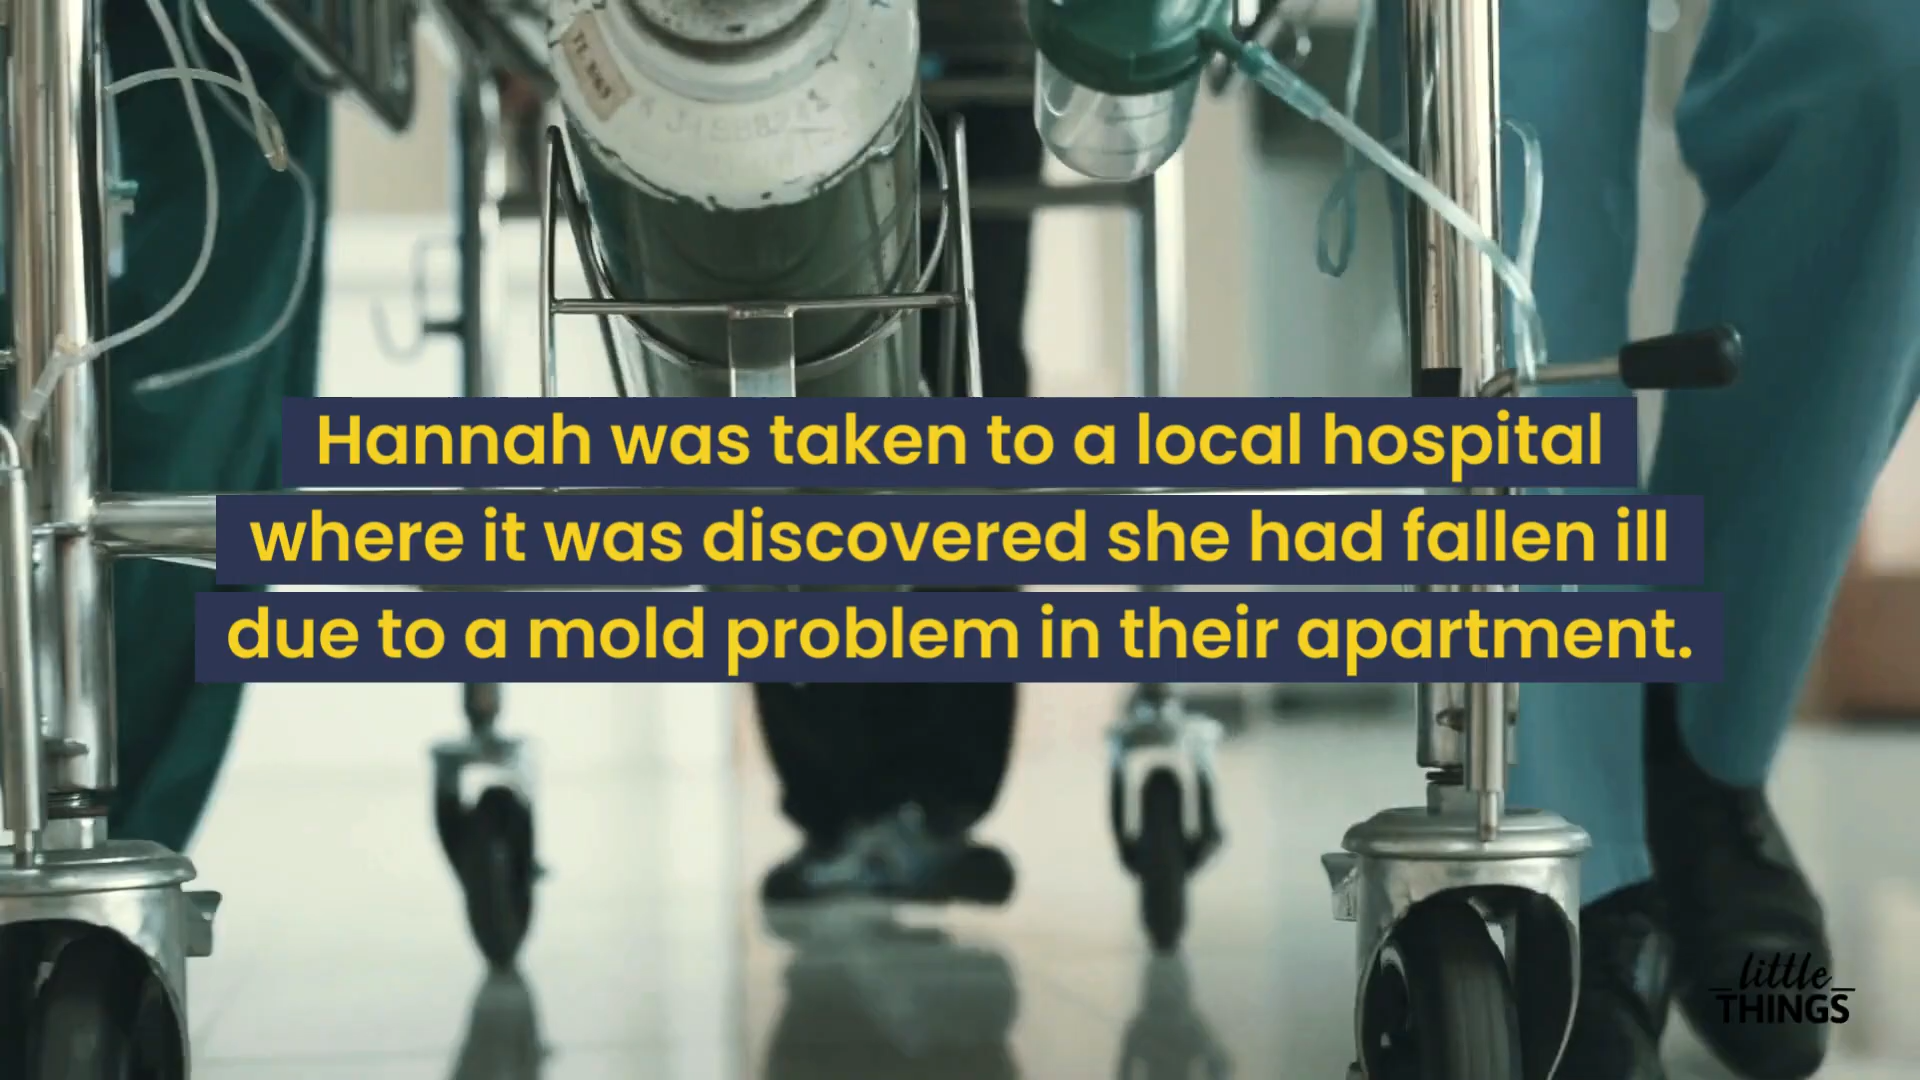 Hannah was taken to a local hospital
where it was discovered she had fallen ill
due to a mold problem in their apartment.
little
THINGS